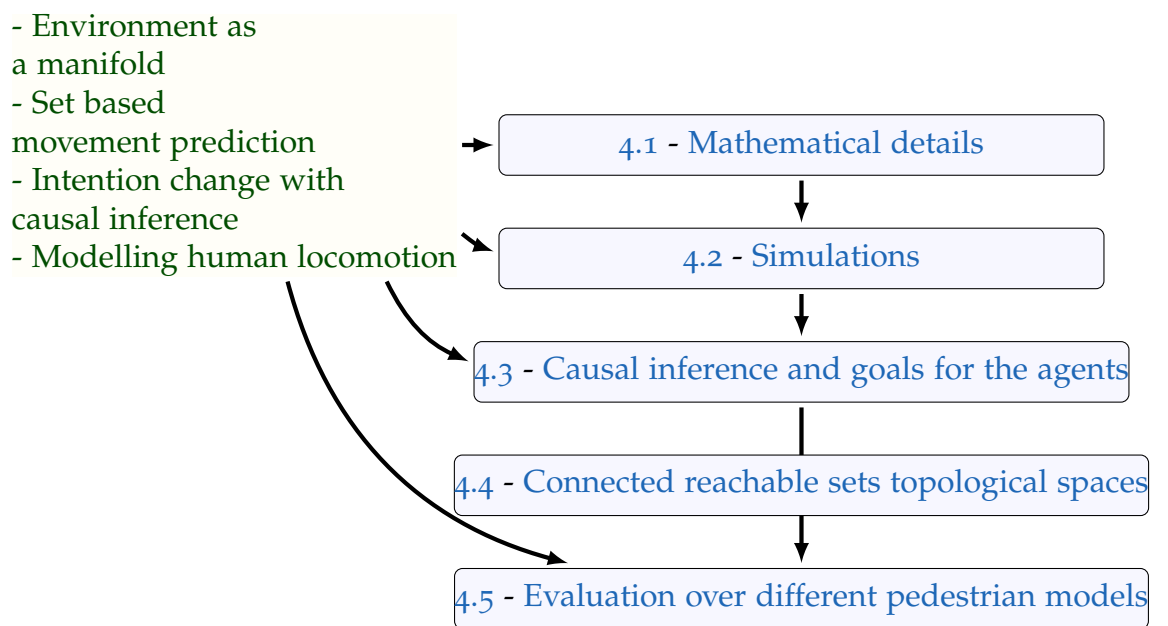 - Environment as
a manifold
- Set based
movement prediction
- Intention change with
causal inference
- Modelling human locomotion
4.1 - Mathematical details
4.2 - Simulations
4.3 - Causal inference and goals for the agents
4.4 - Connected reachable sets topological spaces
4.5 - Evaluation over different pedestrian models